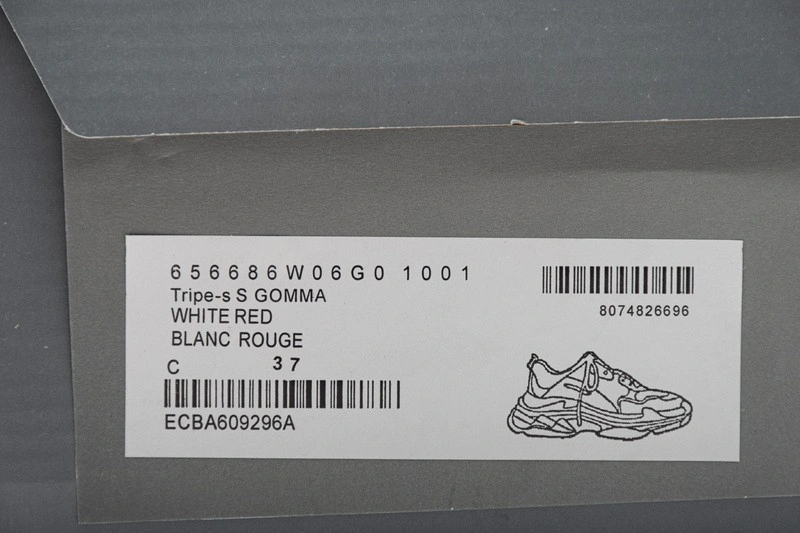 656686W06G0 1001
Tripe-s S GOMMA
WHITE RED
BLANC ROUGE
C 37
ECBA609296A
8074826696